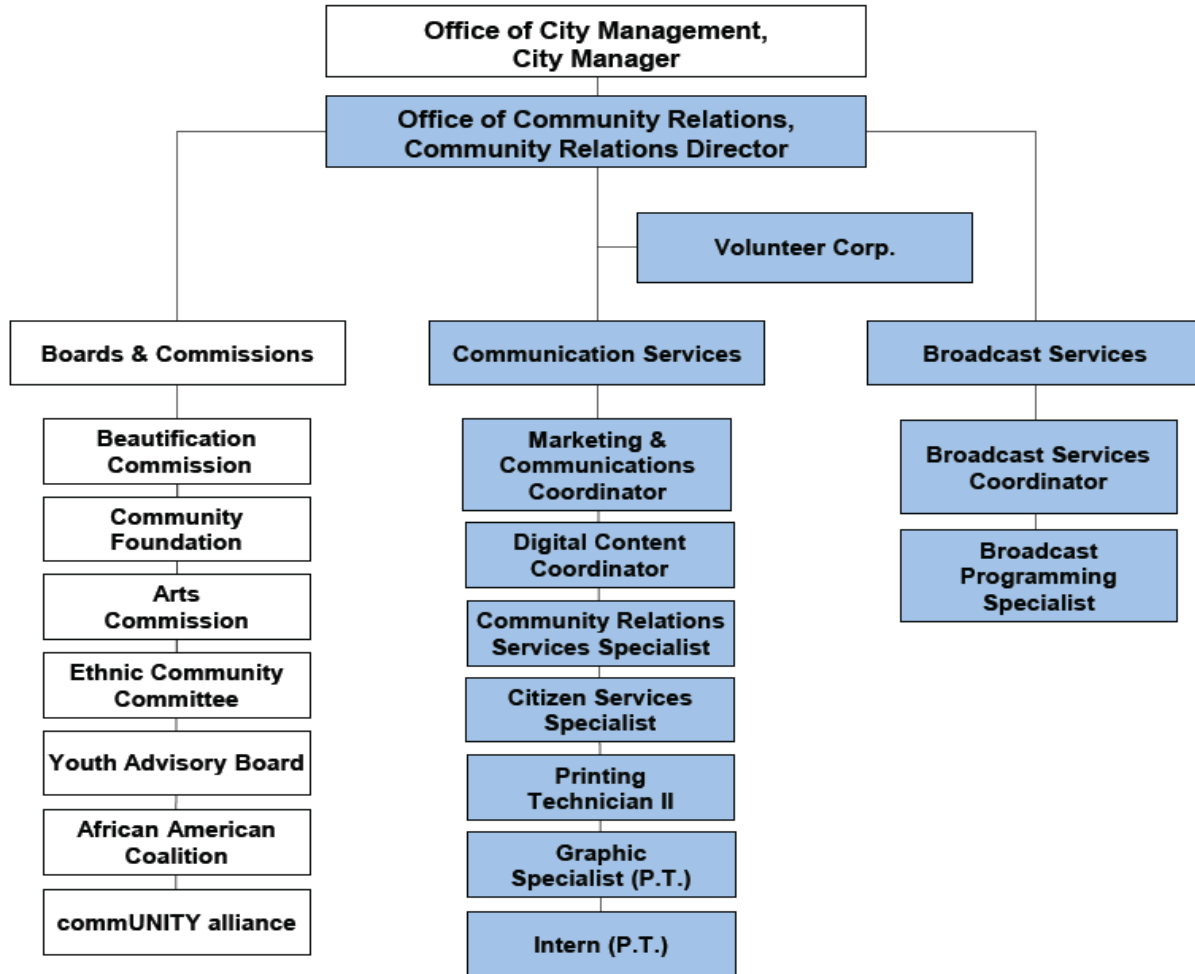 Office of City Management,
City Manager
Office of Community Relations,
Community Relations Director
Volunteer Corp.
Boards & Commissions
Communication Services
Broadcast Services
Beautification
Commission
Community
Foundation
Arts
Commission
Ethnic Community
Committee
Youth Advisory Board
African American
Coalition
commUNITY alliance
Marketing &
Communications
Coordinator
Digital Content
Coordinator
Community Relations
Services Specialist
Citizen Services
Specialist
Printing
Technician II
Graphic
Specialist (P.T.)
Intern (P.T.)
Broadcast Services
Coordinator
Broadcast
Programming
Specialist